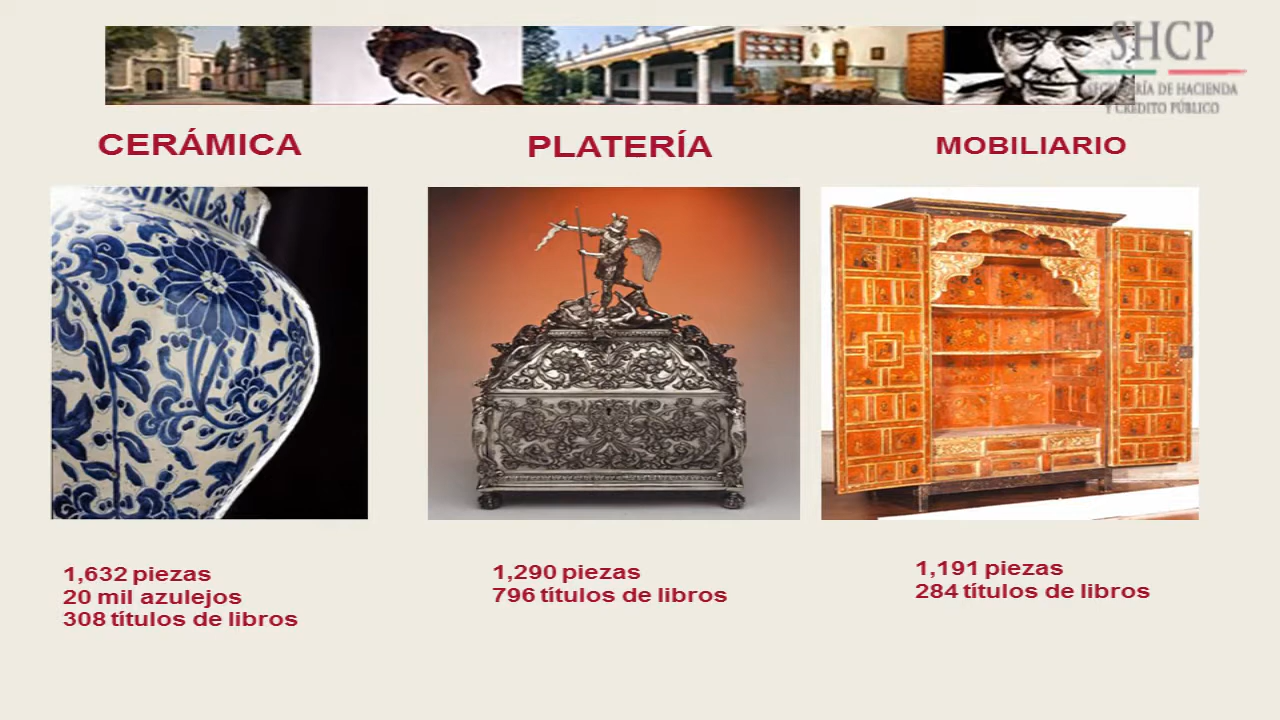 SHCP
SECRETARÍA DE HACIENDA
Y CRÉDITO PÚBLICO
CERÁMICA
PLATERÍA
MOBILIARIO
1,632 piezas
20 mil azulejos
308 títulos de libros
1,290 piezas
796 títulos de libros
1,191 piezas
284 títulos de libros